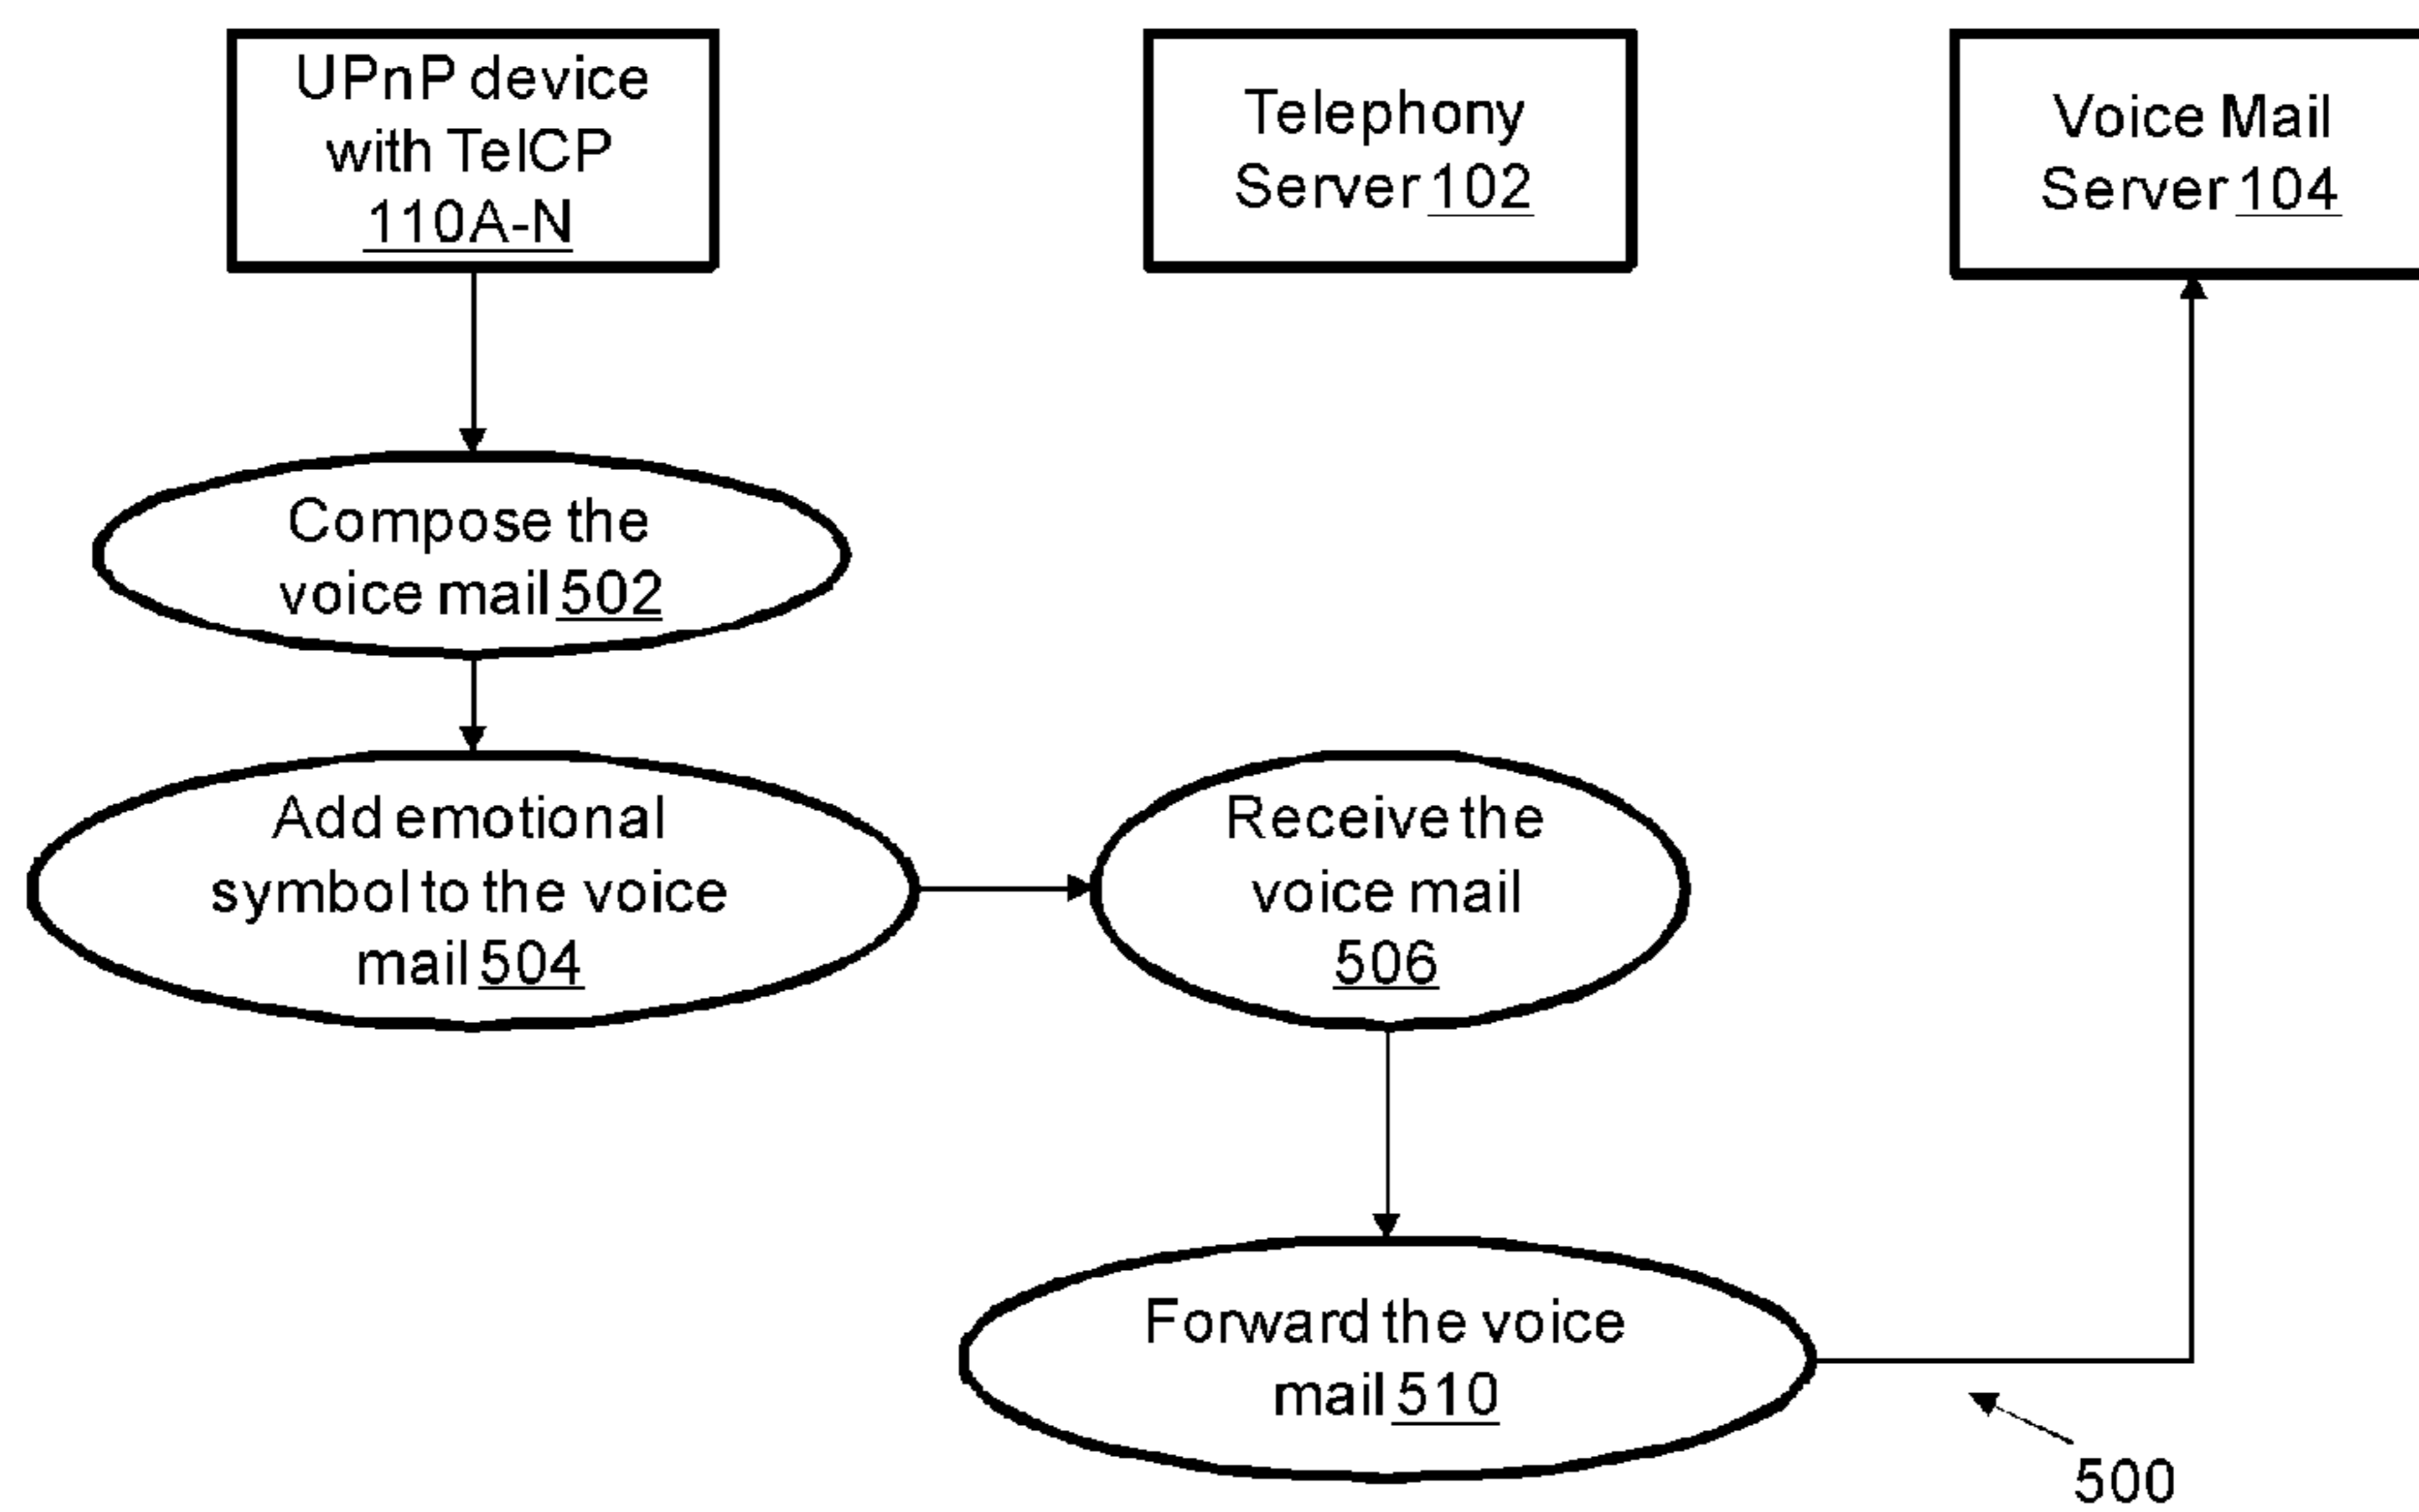 UPnP device
with TelCP
110A-N
Telephony
Server 102
Voice Mail
Server 104
Compose the
voice mail 502
Add emotional
symbol to the voice
mail 504
Receive the
voice mail
506
Forward the voice
mail 510
500